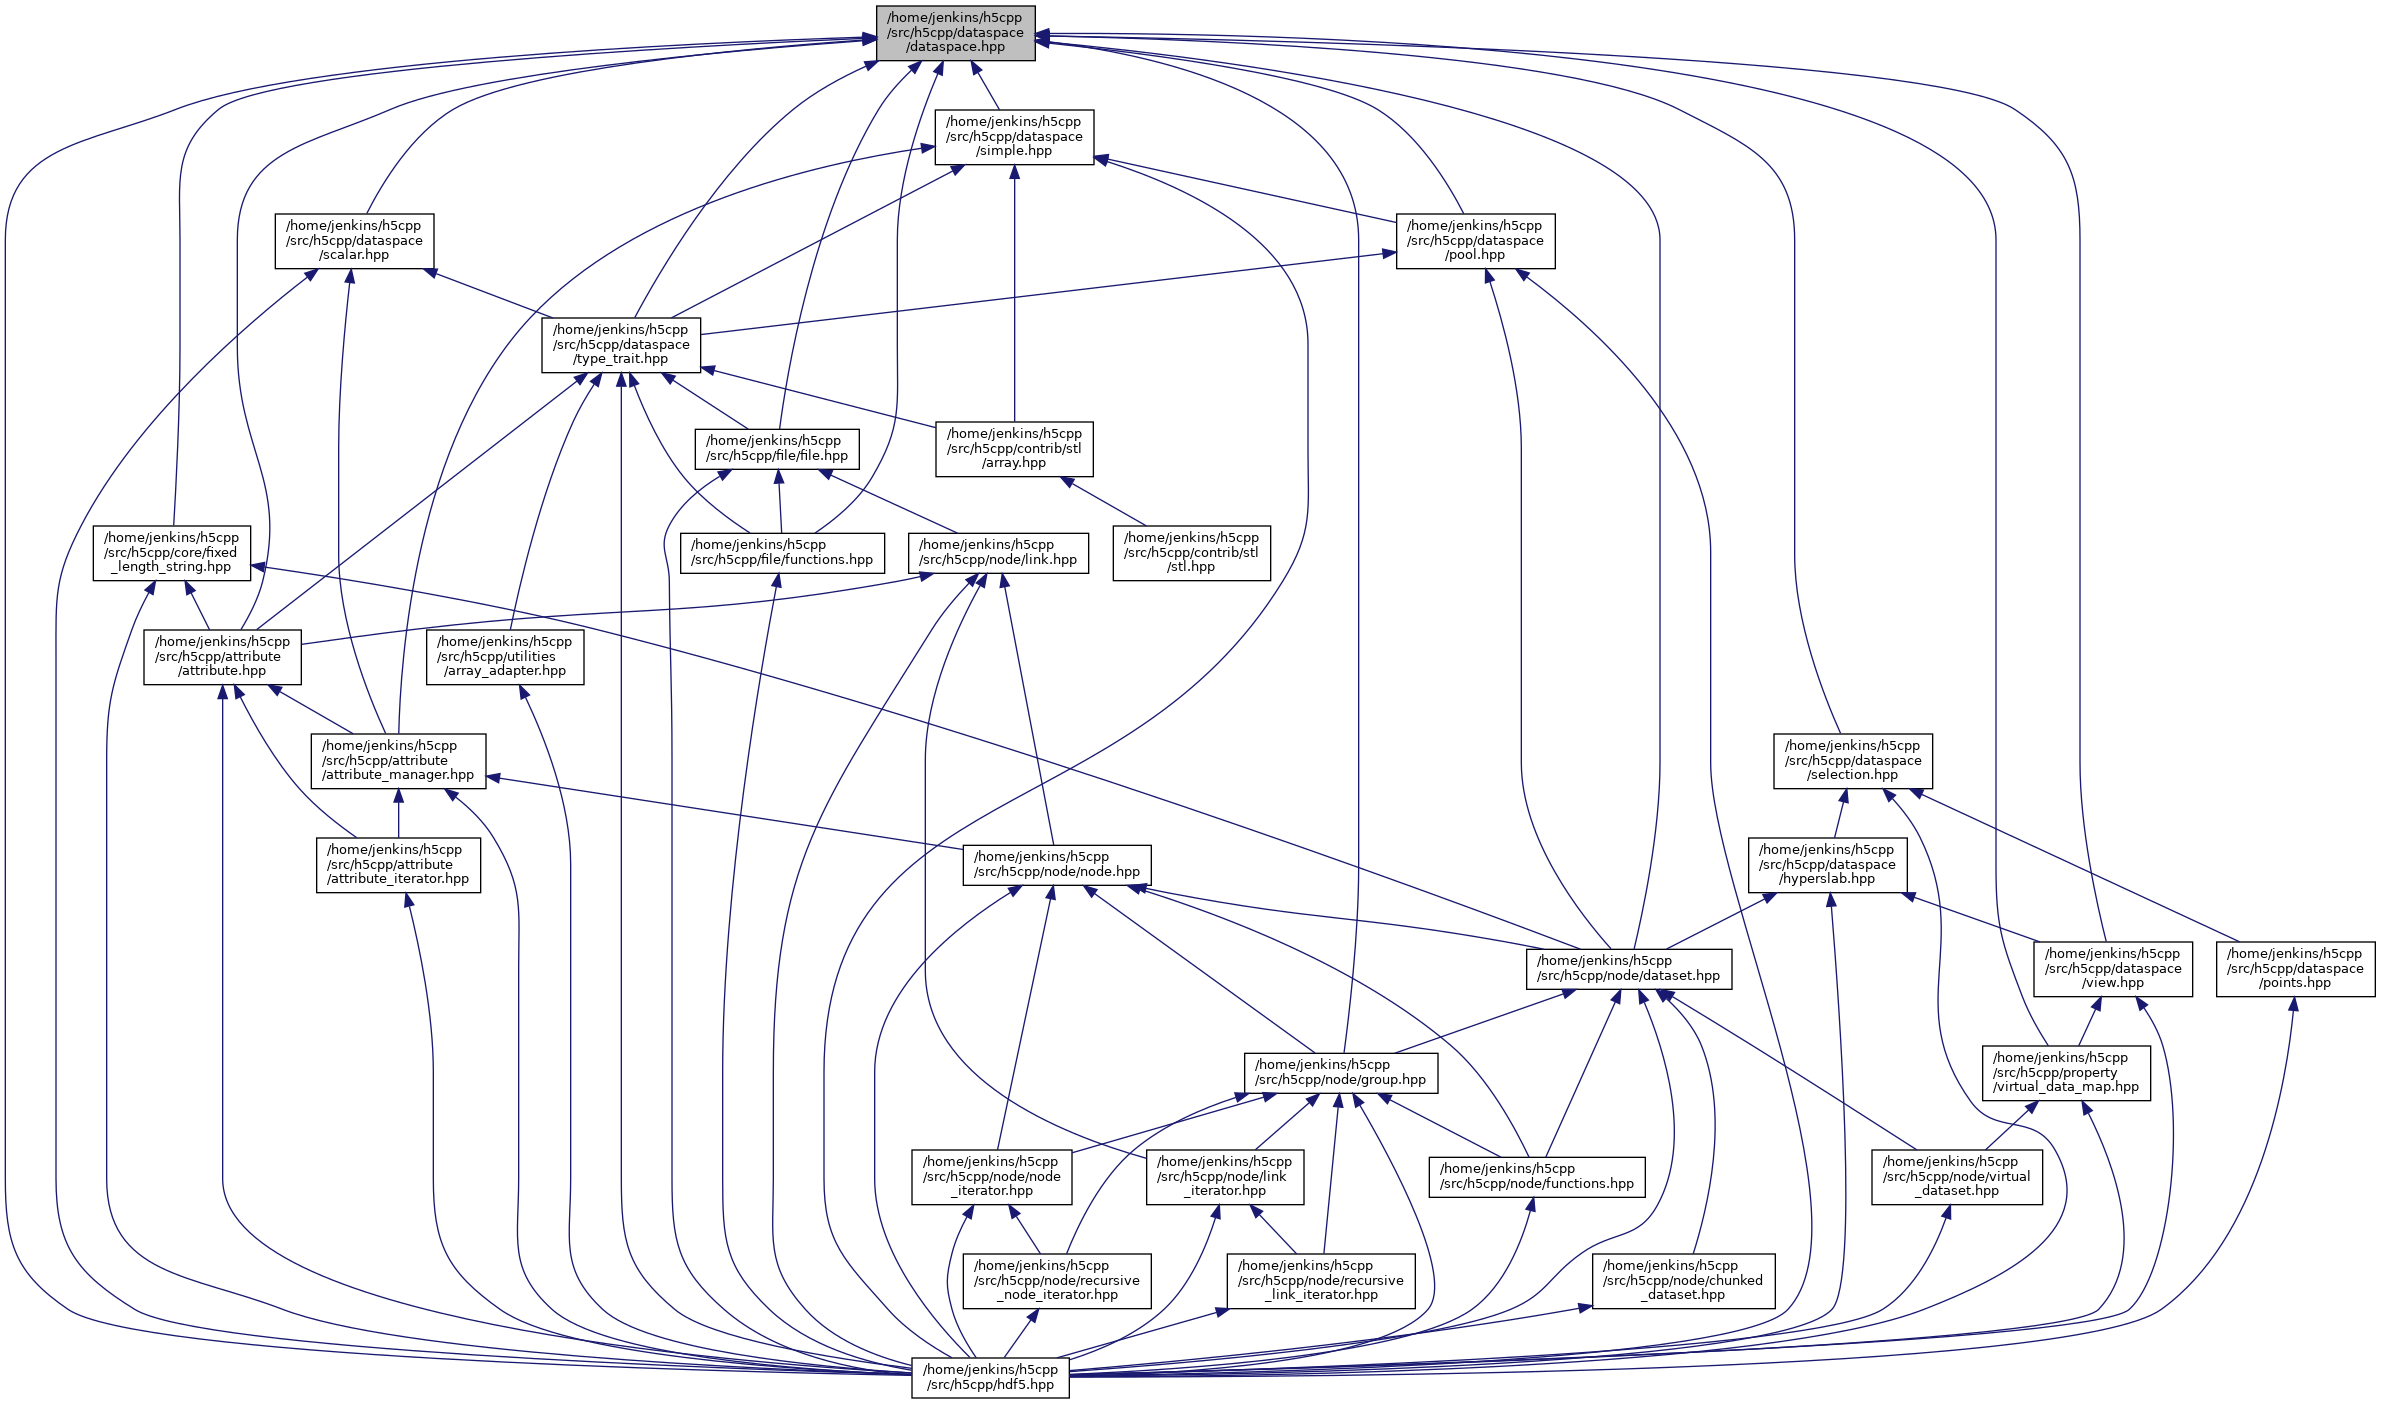 /home/jenkins/h5cpp
/src/h5cpp/dataspace
/dataspace.hpp
/home/jenkins/h5cpp
/src/h5cpp/dataspace
/simple.hpp
/home/jenkins/h5cpp
/src/h5cpp/dataspace
/scalar.hpp
/home/jenkins/h5cpp
/src/h5cpp/dataspace
/pool.hpp
/home/jenkins/h5cpp
/src/h5cpp/dataspace
/type_trait.hpp
/home/jenkins/h5cpp
/src/h5cpp/file/file.hpp
/home/jenkins/h5cpp
/src/h5cpp/contrib/stl
/array.hpp
/home/jenkins/h5cpp
/src/h5cpp/core/fixed
_length_string.hpp
/home/jenkins/h5cpp
/src/h5cpp/file/functions.hpp
/home/jenkins/h5cpp
/src/h5cpp/node/link.hpp
/home/jenkins/h5cpp
/src/h5cpp/contrib/stl
/stl.hpp
/home/jenkins/h5cpp
/src/h5cpp/attribute
/attribute.hpp
/home/jenkins/h5cpp
/src/h5cpp/utilities
/array_adapter.hpp
/home/jenkins/h5cpp
/src/h5cpp/attribute
/attribute_manager.hpp
/home/jenkins/h5cpp
/src/h5cpp/dataspace
/selection.hpp
/home/jenkins/h5cpp
/src/h5cpp/attribute
/attribute_iterator.hpp
/home/jenkins/h5cpp
/src/h5cpp/node/node.hpp
/home/jenkins/h5cpp
/src/h5cpp/dataspace
/hyperslab.hpp
/home/jenkins/h5cpp
/src/h5cpp/node/dataset.hpp
/home/jenkins/h5cpp
/src/h5cpp/dataspace
/view.hpp
/home/jenkins/h5cpp
/src/h5cpp/dataspace
/points.hpp
/home/jenkins/h5cpp
/src/h5cpp/node/group.hpp
/home/jenkins/h5cpp
/src/h5cpp/property
/virtual_data_map.hpp
/home/jenkins/h5cpp
/src/h5cpp/node/node
_iterator.hpp
/home/jenkins/h5cpp
/src/h5cpp/node/link
_iterator.hpp
/home/jenkins/h5cpp
/src/h5cpp/node/functions.hpp
/home/jenkins/h5cpp
/src/h5cpp/node/virtual
_dataset.hpp
/home/jenkins/h5cpp
/src/h5cpp/node/recursive
_node_iterator.hpp
/home/jenkins/h5cpp
/src/h5cpp/node/recursive
_link_iterator.hpp
/home/jenkins/h5cpp
/src/h5cpp/node/chunked
_dataset.hpp
/home/jenkins/h5cpp
/src/h5cpp/hdf5.hpp